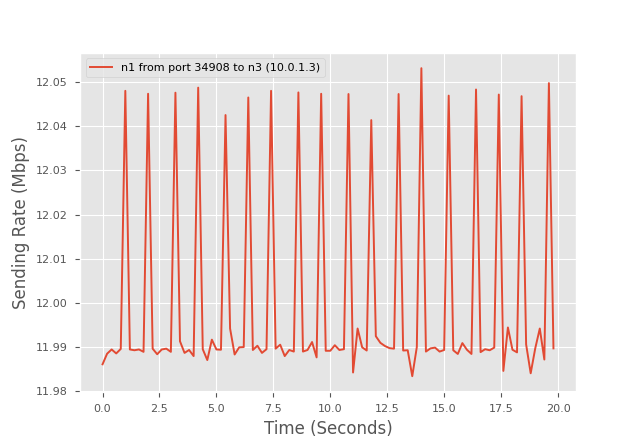 n1 from port 34908 to n3 (10.0.1.3)
12.05
12.04
12.03
12.02
12.01
12.00
11.99
11.98
Sending Rate (Mbps)
0.0 2.5 5.0 7.5 10.0 12.5 15.0 17.5 20.0
Time (Seconds)